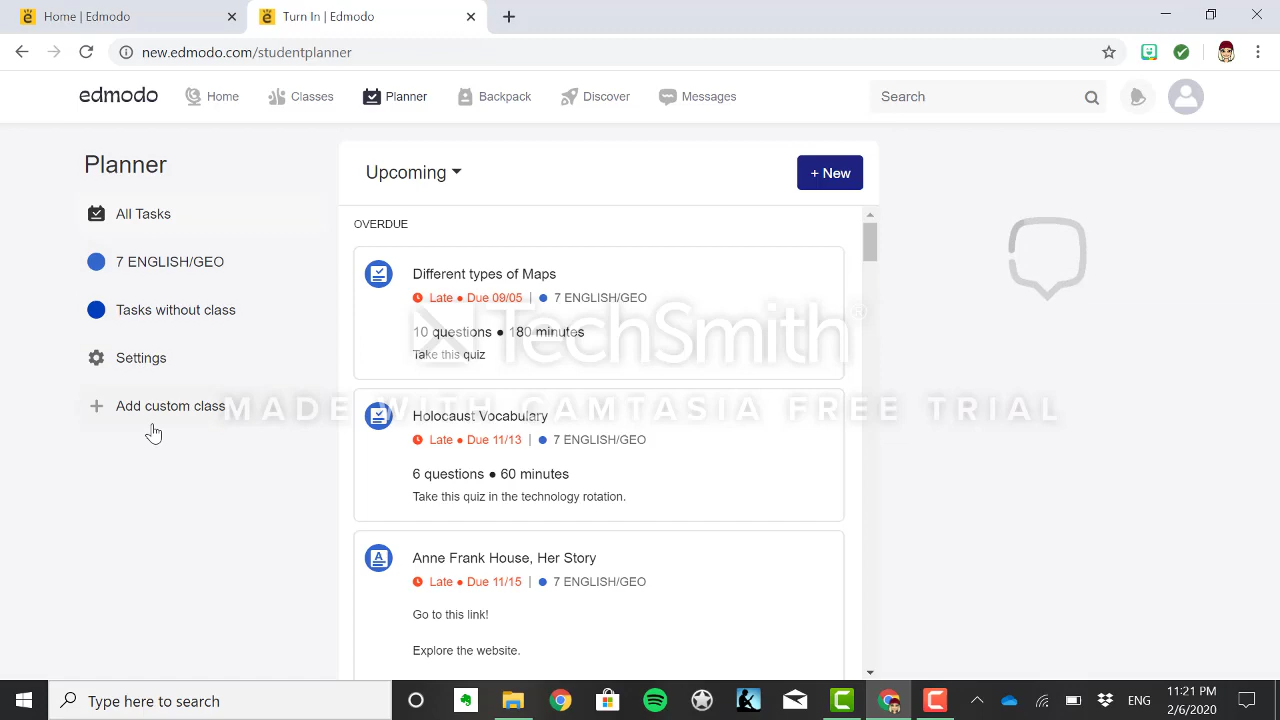 Home | Edmodo
Turn In | Edmodo
new.edmodo.com/studentplanner
edmodo
Home
Classes
Planner
Backpack
Discover
Messages
Search
Planner
All Tasks
7 ENGLISH/GEO
Tasks without class
Settings
Add custom class
Upcoming
+ New
OVERDUE
Different types of Maps
Late ● Due 09/05 | ● 7 ENGLISH/GEO
10 questions ● 180 minutes
Take this quiz
TechSmith®
MADE WITH CAMTASIA FREE TRIAL
Holocaust Vocabulary
Late ● Due 11/13 | ● 7 ENGLISH/GEO
6 questions ● 60 minutes
Take this quiz in the technology rotation.
Anne Frank House, Her Story
Late ● Due 11/15 | ● 7 ENGLISH/GEO
Go to this link!
Explore the website.
Type here to search
ENG
11:21 PM
2/6/2020